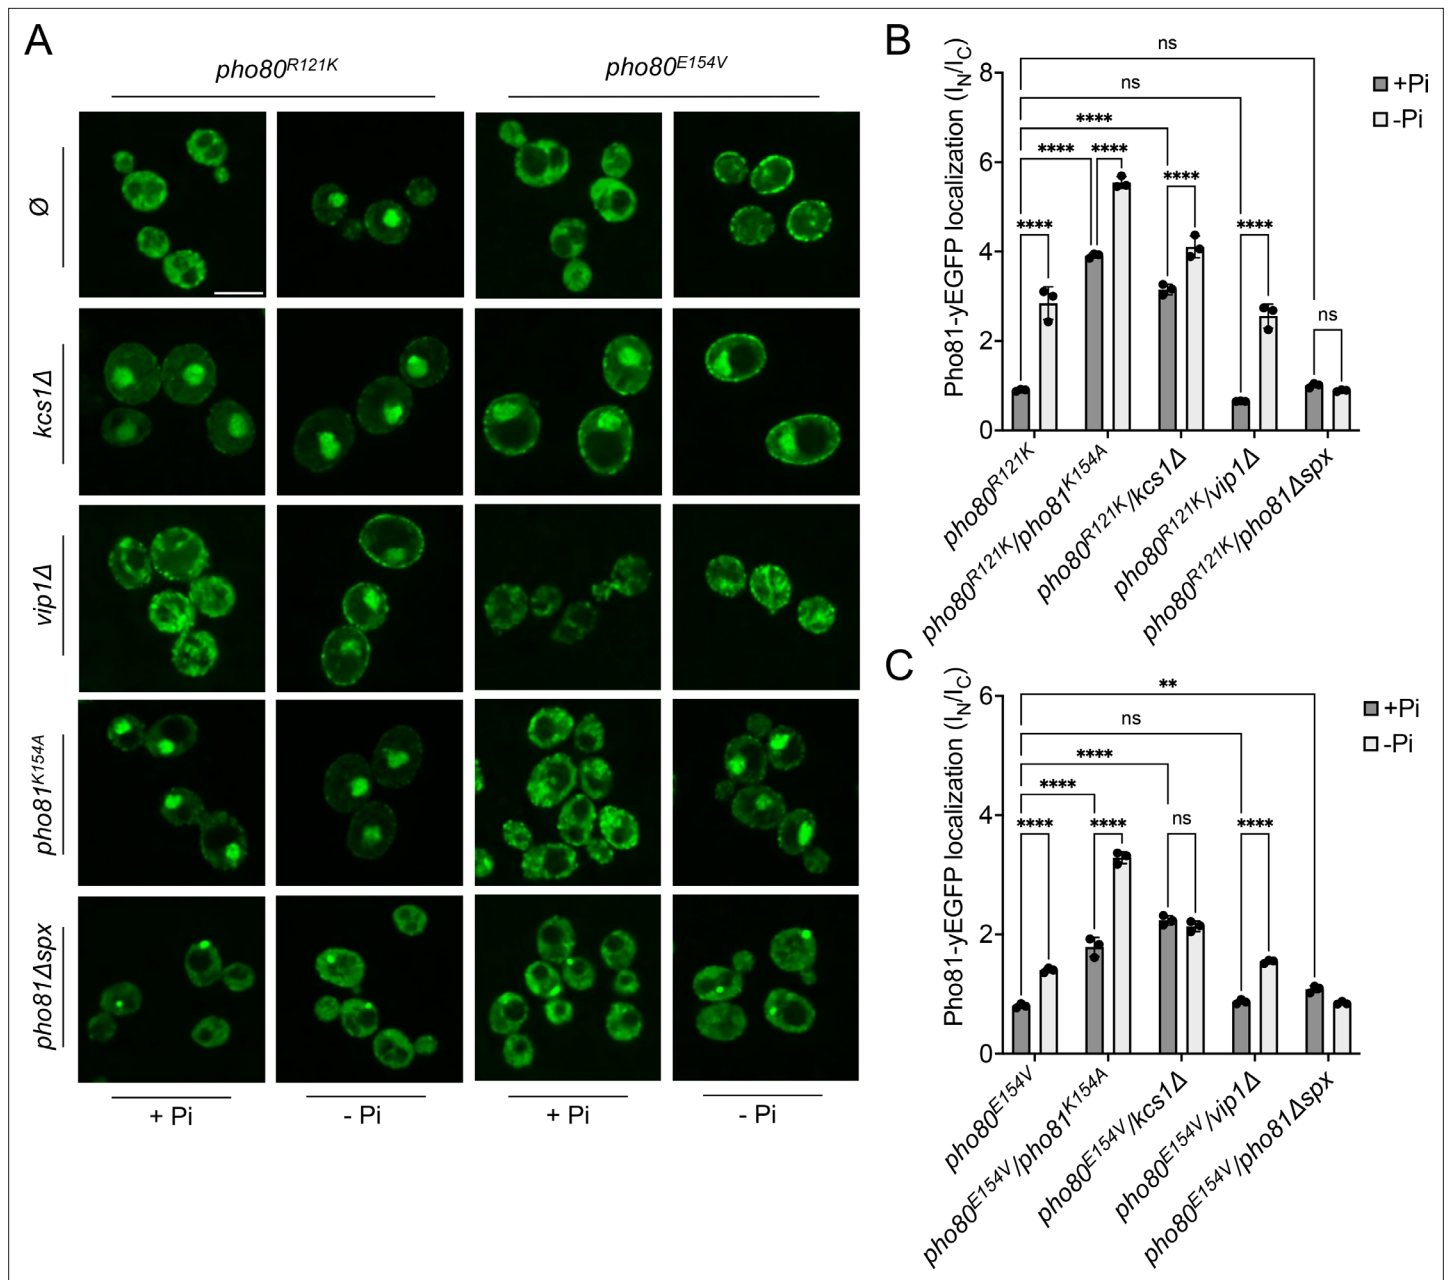 A
pho80R121K
pho80E154V
Ø
kcs1Δ
vip1Δ
pho81K154A
pho81Δspx
+ Pi
- Pi
+ Pi
- Pi
B
Pho81-yEGFP localization (IN/IC)
8
6
4
2
0
ns
ns
****
****
****
****
****
****
ns
+Pi
-Pi
pho80R121K
pho80R121K/pho81K154A
pho80R121K/kcs1Δ
pho80R121K/vip1Δ
pho80R121K/pho81Δspx
C
Pho81-yEGFP localization (IN/IC)
6
4
2
0
**
ns
****
****
****
****
ns
****
+Pi
-Pi
pho80E154V
pho80E154V/pho81K154A
pho80E154V/kcs1Δ
pho80E154V/vip1Δ
pho80E154V/pho81Δspx